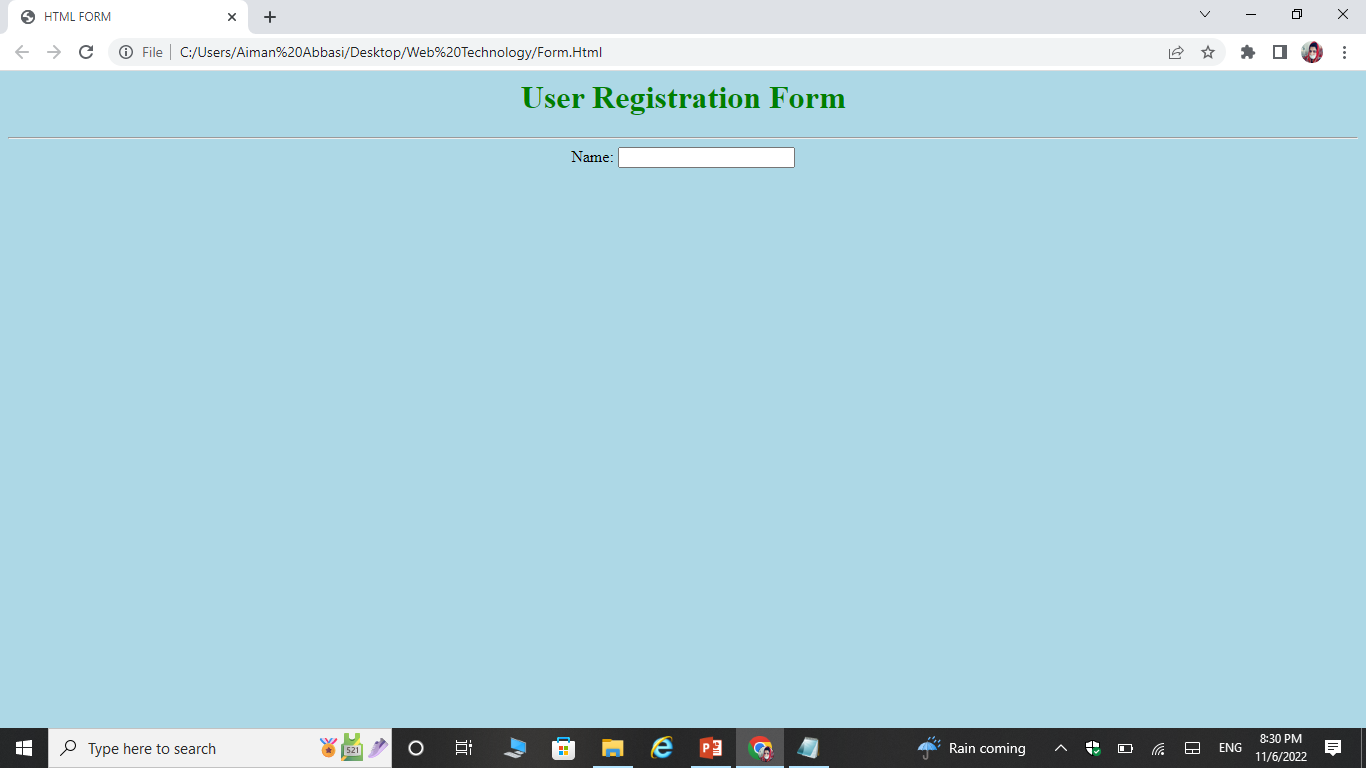 HTML FORM
File C:/Users/Aiman%20Abbasi/Desktop/Web%20Technology/Form.Html
User Registration Form
Name:
Type here to search
521
Rain coming
ENG
8:30 PM
11/6/2022